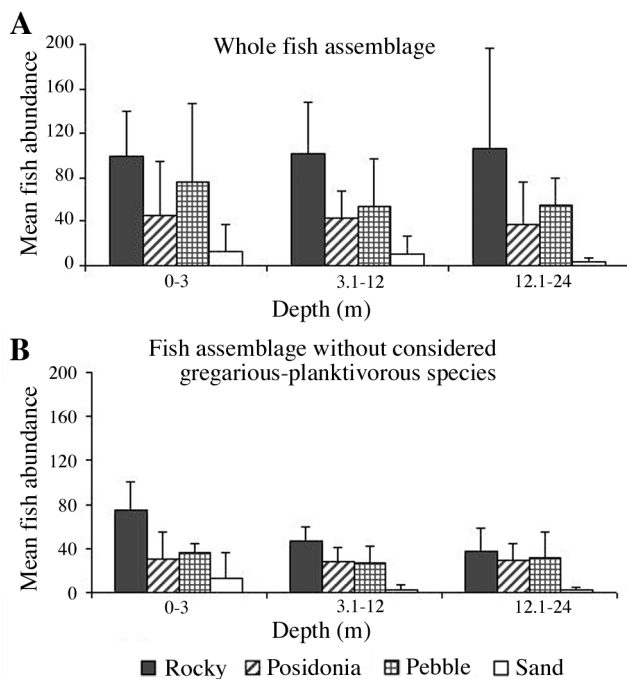 A
Whole fish assemblage
Mean fish abundance
200
160
120
80
40
0
0-3
3.1-12
12.1-24
Depth (m)
B
Fish assemblage without considered
gregarious-planktivorous species
Mean fish abundance
200
160
120
80
40
0
0-3
3.1-12
12.1-24
Depth (m)
Rocky Posidonia Pebble Sand